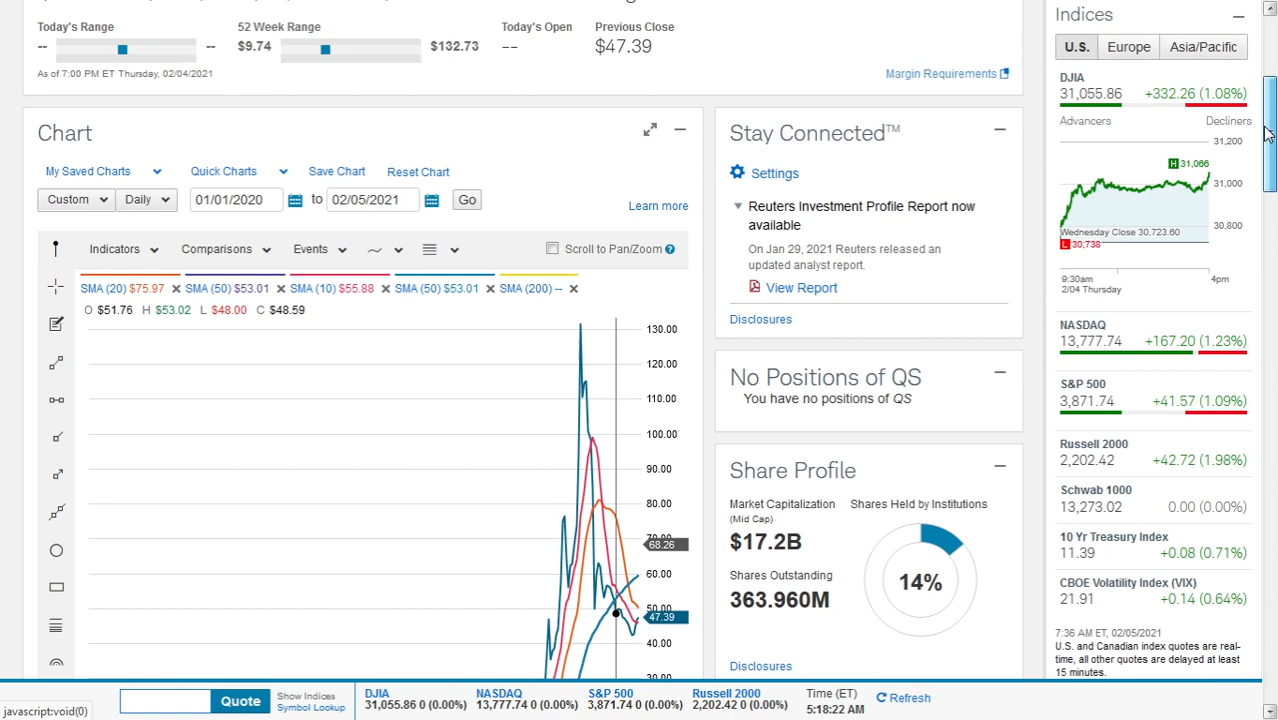 Today's Range
52 Week Range
Today's Open
Previous Close
--
--
$9.74
$132.73
--
$47.39
As of 7:00 PM ET Thursday, 02/04/2021
Margin Requirements
Chart
My Saved Charts
Quick Charts
Save Chart
Reset Chart
Custom
Daily
01/01/2020
to
02/05/2021
Go
Learn more
Indicators
Comparisons
Events
Scroll to Pan/Zoom
SMA (20) $75.97 ×
SMA (50) $53.01 ×
SMA (10) $55.88 ×
SMA (50) $53.01 ×
SMA (200) -- ×
O $51.76 H $53.02 L $48.00 C $48.59
130.00
120.00
110.00
100.00
90.00
80.00
68.26
60.00
47.39
40.00
Stay Connected™
Settings
Reuters Investment Profile Report now
available
On Jan 29, 2021 Reuters released an
updated analyst report.
View Report
Disclosures
No Positions of QS
You have no positions of QS
Share Profile
Market Capitalization
(Mid Cap)
$17.2B
Shares Outstanding
363.960M
Shares Held by Institutions
14%
Disclosures
Indices
U.S.
Europe
Asia/Pacific
DJIA
31,055.86 +332.26 (1.08%)
Advancers
Decliners
31,200
H 31,066
31,000
30,800
Wednesday Close 30,723.60
L 30,738
9:30am
4pm
2/04 Thursday
NASDAQ
13,777.74 +167.20 (1.23%)
S&P 500
3,871.74 +41.57 (1.09%)
Russell 2000
2,202.42 +42.72 (1.98%)
Schwab 1000
13,273.02 0.00 (0.00%)
10 Yr Treasury Index
11.39 +0.08 (0.71%)
CBOE Volatility Index (VIX)
21.91 +0.14 (0.64%)
7:36 AM ET, 02/05/2021
U.S. and Canadian index quotes are real-
time, all other quotes are delayed at least
15 minutes.
Quote
Show Indices
Symbol Lookup
DJIA
31,055.86 0 (0.00%)
NASDAQ
13,777.74 0 (0.00%)
S&P 500
3,871.74 0 (0.00%)
Russell 2000
2,202.42 0 (0.00%)
Time (ET)
5:18:22 AM
Refresh
javascript:void(0)